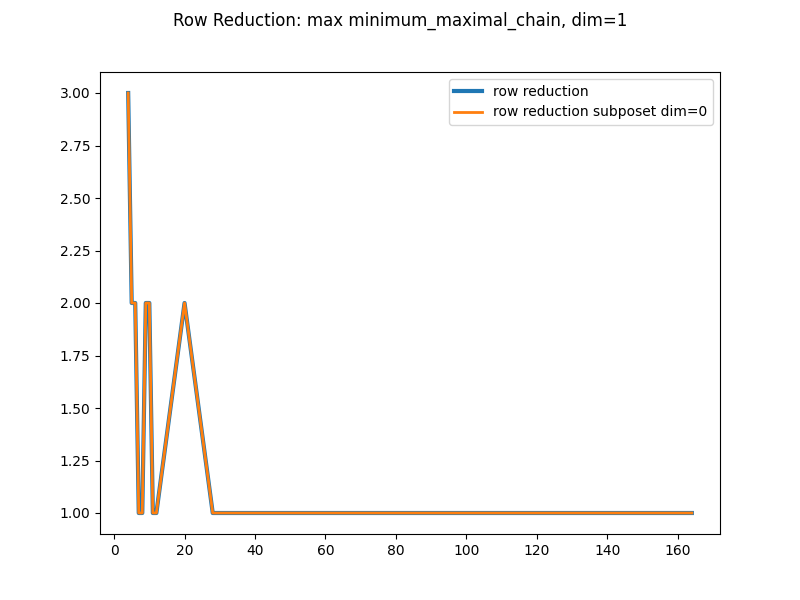 Row Reduction: max minimum_maximal_chain, dim=1
row reduction
row reduction subposet dim=0
3.00
2.75
2.50
2.25
2.00
1.75
1.50
1.25
1.00
0 20 40 60 80 100 120 140 160